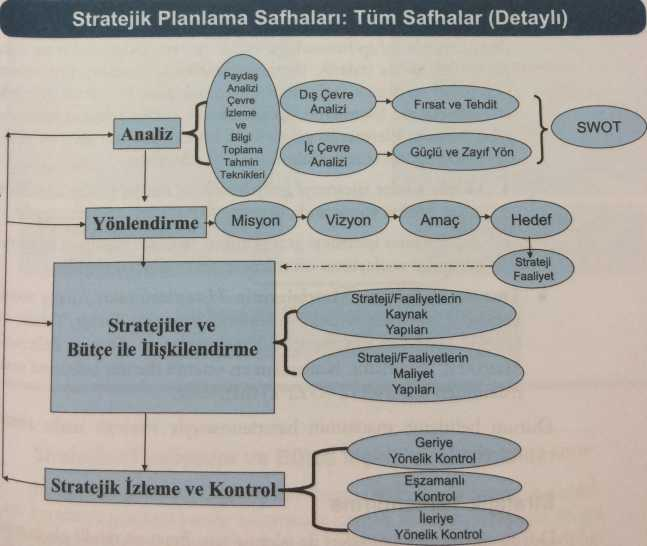 Stratejik Planlama Safhaları: Tüm Safhalar (Detaylı)
Analiz
Paydaş
Analizi
Çevre
İzleme
ve
Bilgi
Toplama
Tahmin
Teknikleri
Dış Çevre
Analizi
Fırsat ve Tehdit
İç Çevre
Analizi
Güçlü ve Zayıf Yön
SWOT
Yönlendirme
Misyon
Vizyon
Amaç
Hedef
Strateji
Faaliyet
Stratejiler ve
Bütçe ile İlişkilendirme
Strateji/Faaliyetlerin
Kaynak
Yapıları
Strateji/Faaliyetlerin
Maliyet
Yapıları
Stratejik İzleme ve Kontrol
Geriye
Yönelik Kontrol
Eşzamanlı
Kontrol
İleriye
Yönelik Kontrol